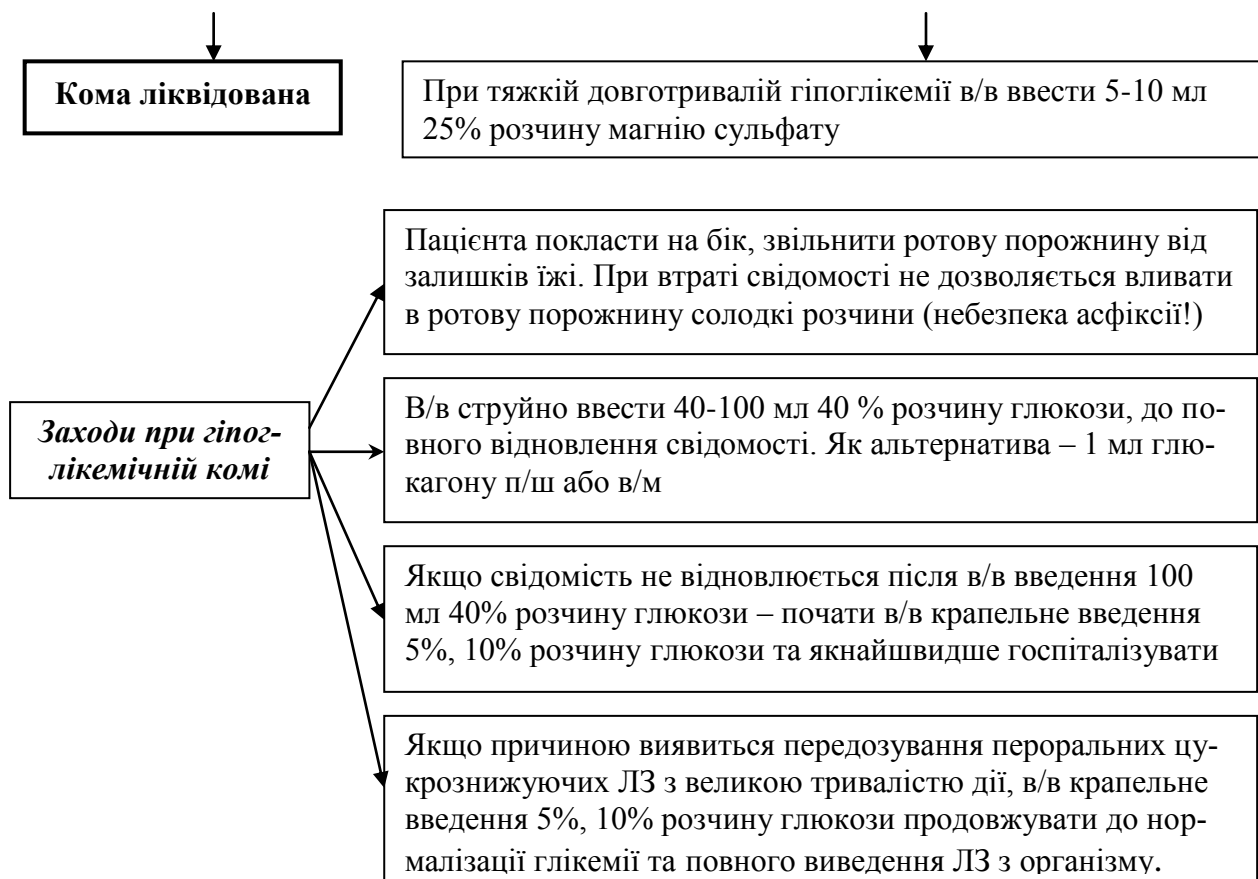 Кома ліквідована
При тяжкій довготривалій гіпоглікемії в/в ввести 5-10 мл
25% розчину магнію сульфату
Пацієнта покласти на бік, звільнити ротову порожнину від
залишків їжі. При втраті свідомості не дозволяється вливати
в ротову порожнину солодкі розчини (небезпека асфіксії!)
Заходи при гіпог-
лікемічній комі
В/в струйно ввести 40-100 мл 40 % розчину глюкози, до по-
вного відновлення свідомості. Як альтернатива – 1 мл глю-
кагону п/ш або в/м
Якщо свідомість не відновлюється після в/в введення 100
мл 40% розчину глюкози – почати в/в крапельне введення
5%, 10% розчину глюкози та якнайшвидше госпіталізувати
Якщо причиною виявиться передозування пероральних цу-
крознижуючих ЛЗ з великою тривалістю дії, в/в крапельне
введення 5%, 10% розчину глюкози продовжувати до нор-
малізації глікемії та повного виведення ЛЗ з організму.